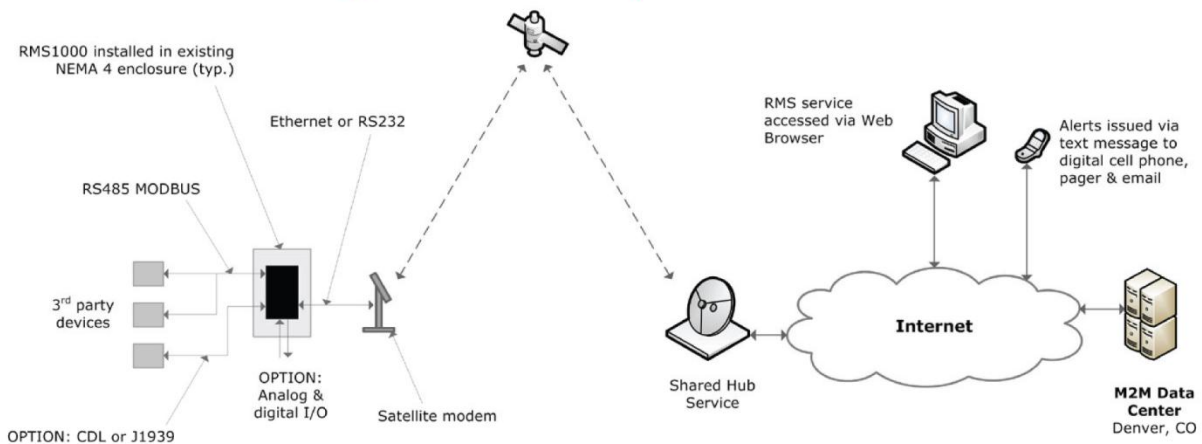 RMS1000 installed in existing
NEMA 4 enclosure (typ.)
Ethernet or RS232
RS485 MODBUS
3rd party
devices
OPTION:
Analog &
digital I/O
Satellite modem
OPTION: CDL or J1939
RMS service
accessed via Web
Browser
Alerts issued via
text message to
digital cell phone,
pager & email
Internet
Shared Hub
Service
M2M Data
Center
Denver, CO